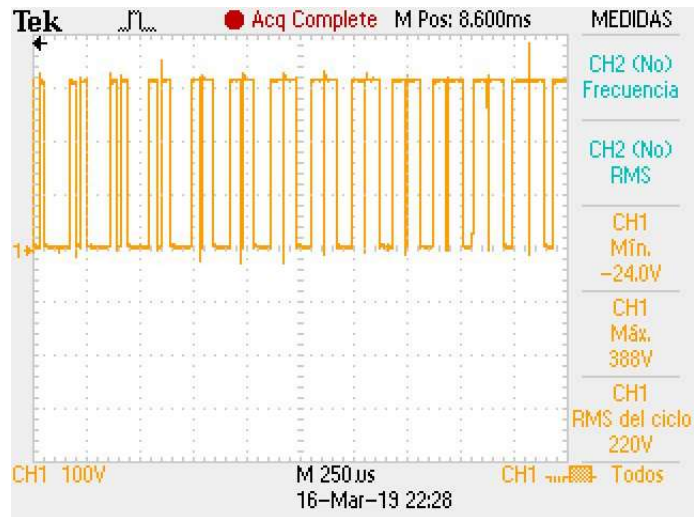 Tek Acq Complete M Pos: 8.600ms MEDIDAS
CH2 (No)
Frecuencia
CH2 (No)
RMS
1
CH1
Mín.
-24.0V
CH1
Máx.
388V
CH1
RMS del ciclo
220V
CH1 100V M 250us CH1 Todos
16-Mar-19 22:28